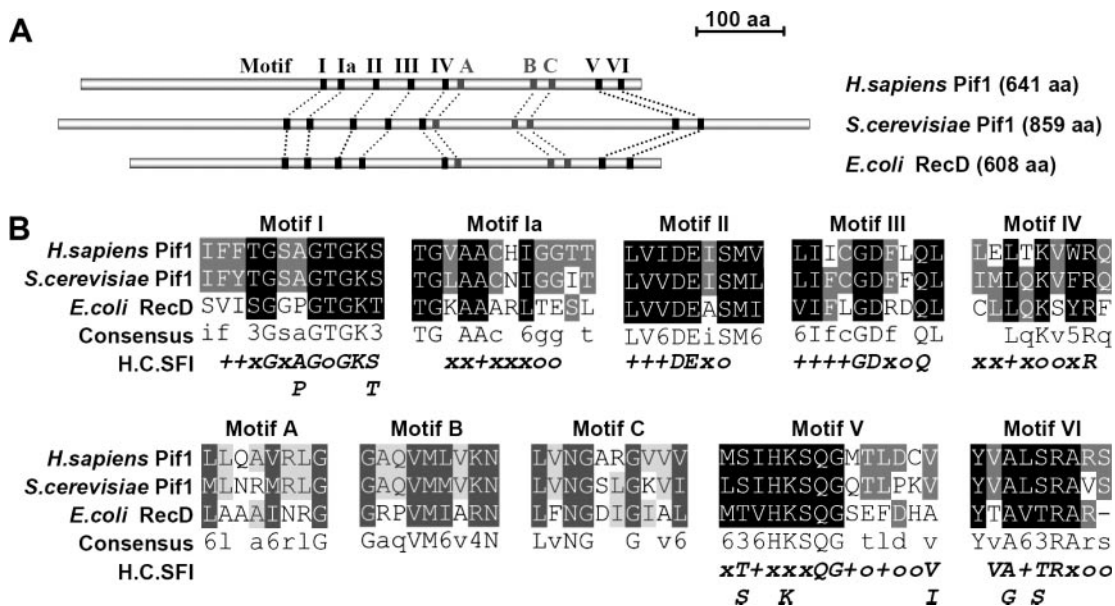 A
100 aa
Motif I Ia II III IV A B C V VI
H.sapiens Pif1 (641 aa)
S.cerevisiae Pif1 (859 aa)
E.coli RecD (608 aa)
B
Motif I Motif Ia Motif II Motif III Motif IV
H.sapiens Pif1 IFFTGSAGTGKS TGVAACHIGGTT LVIDEISMV LIICGDFLQL LELTKVWRQ
S.cerevisiae Pif1 IFYTGSAGTGKS TGLAACNIGGIT LVVDEISML LIFCGDFFQL IMLQKVFRQ
E.coli RecD SVISGGPGTGKT TGKAAARLTESL LVVDEASMI VIFLGDRDQL CLLQKSYRF
Consensus if 3GsaGTGK3 TG AAc 6gg t LV6DEiSM6 6IfcGDf QL LqKv5Rq
H.C.SFI ++xGxAGoGKS xx+xxxoo +++DExo ++++GDxoQ xx+xooxR
P T
Motif A Motif B Motif C Motif V Motif VI
H.sapiens Pif1 LLQAVRLG GAQVMLVKN LVNGARGVVV MSIHKSQGMTLDCV YVALSRARS
S.cerevisiae Pif1 MLNRMRLG GAQVMMVKN LVNGSLGKVI LSIHKSQGQTLPKV YVALSRAVS
E.coli RecD LAAAINRG GRPVMIARN LFNGDIGIAL MTVHKSQGSEFDHA YTAVTRAR-
Consensus 6l a6rlG GaqVM6v4N LvNG G v6 636HKSQG tld v YvA63RArs
H.C.SFI xT+xxxQG+o+ooV VA+TRxoo
S K I G S